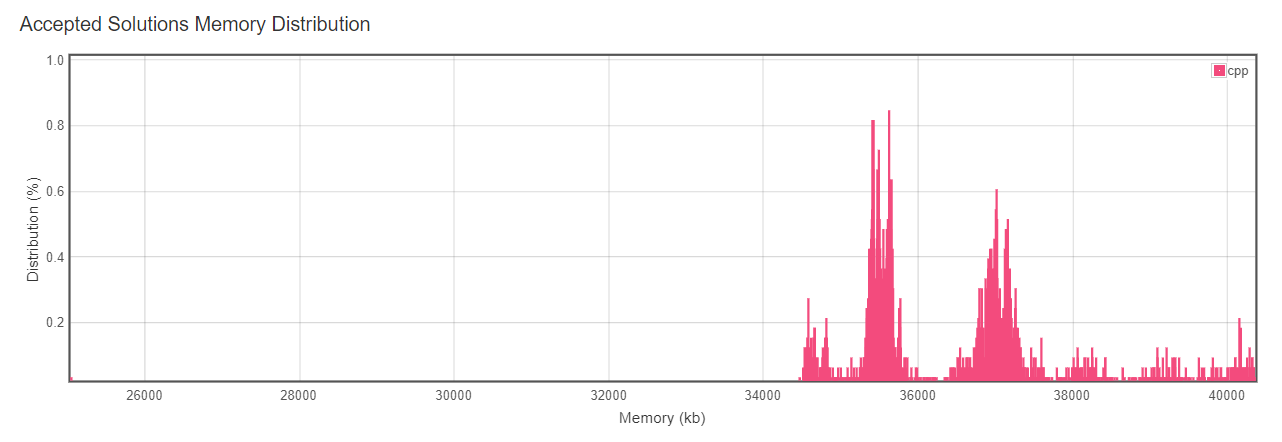 Accepted Solutions Memory Distribution
1.0
cpp
0.8
0.6
0.4
0.2
Distribution (%)
26000 28000 30000 32000 34000 36000 38000 40000
Memory (kb)